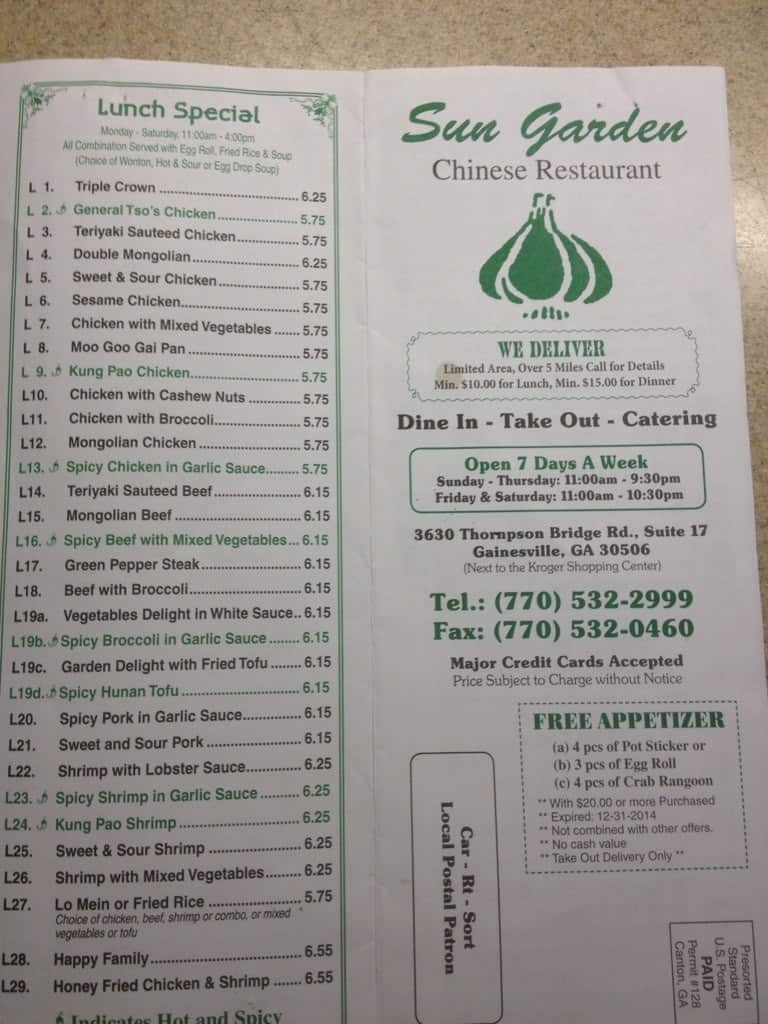 Lunch Special
Monday - Saturday, 11:00am - 4:00pm
All Combination Served with Egg Roll, Fried Rice & Soup
(Choice of Wonton, Hot & Sour or Egg Drop Soup)
L 1. Triple Crown 6.25
L 2. General Tso's Chicken 5.75
L 3. Teriyaki Sauteed Chicken 5.75
L 4. Double Mongolian 6.25
L 5. Sweet & Sour Chicken 5.75
L 6. Sesame Chicken 5.75
L 7. Chicken with Mixed Vegetables 5.75
L 8. Moo Goo Gai Pan 5.75
L 9. Kung Pao Chicken 5.75
L10. Chicken with Cashew Nuts 5.75
L11. Chicken with Broccoli 5.75
L12. Mongolian Chicken 5.75
L13. Spicy Chicken in Garlic Sauce 5.75
L14. Teriyaki Sauteed Beef 6.15
L15. Mongolian Beef 6.15
L16. Spicy Beef with Mixed Vegetables 6.15
L17. Green Pepper Steak 6.15
L18. Beef with Broccoli 6.15
L19a. Vegetables Delight in White Sauce 6.15
L19b. Spicy Broccoli in Garlic Sauce 6.15
L19c. Garden Delight with Fried Tofu 6.15
L19d. Spicy Hunan Tofu 6.15
L20. Spicy Pork in Garlic Sauce 6.15
L21. Sweet and Sour Pork 6.15
L22. Shrimp with Lobster Sauce 6.25
L23. Spicy Shrimp in Garlic Sauce 6.25
L24. Kung Pao Shrimp 6.25
L25. Sweet & Sour Shrimp 6.25
L26. Shrimp with Mixed Vegetables 6.25
L27. Lo Mein or Fried Rice 5.75
Choice of chicken, beef, shrimp or combo, or mixed
vegetables or tofu
L28. Happy Family 6.55
L29. Honey Fried Chicken & Shrimp 6.55
Indicates Hot and Spicy
Sun Garden
Chinese Restaurant
WE DELIVER
Limited Area, Over 5 Miles Call for Details
Min. $10.00 for Lunch, Min. $15.00 for Dinner
Dine In - Take Out - Catering
Open 7 Days A Week
Sunday - Thursday: 11:00am - 9:30pm
Friday & Saturday: 11:00am - 10:30pm
3630 Thornpson Bridge Rd., Suite 17
Gainesville, GA 30506
(Next to the Kroger Shopping Center)
Tel.: (770) 532-2999
Fax: (770) 532-0460
Major Credit Cards Accepted
Price Subject to Charge without Notice
FREE APPETIZER
(a) 4 pcs of Pot Sticker or
(b) 3 pcs of Egg Roll
(c) 4 pcs of Crab Rangoon
** With $20.00 or more Purchased
** Expired: 12-31-2014
** Not combined with other offers.
** No cash value
** Take Out Delivery Only **
Car - Rt - Sort
Local Postal Patron
Presorted
Standard
U.S. Postage
PAID
Permit #128
Canton, GA